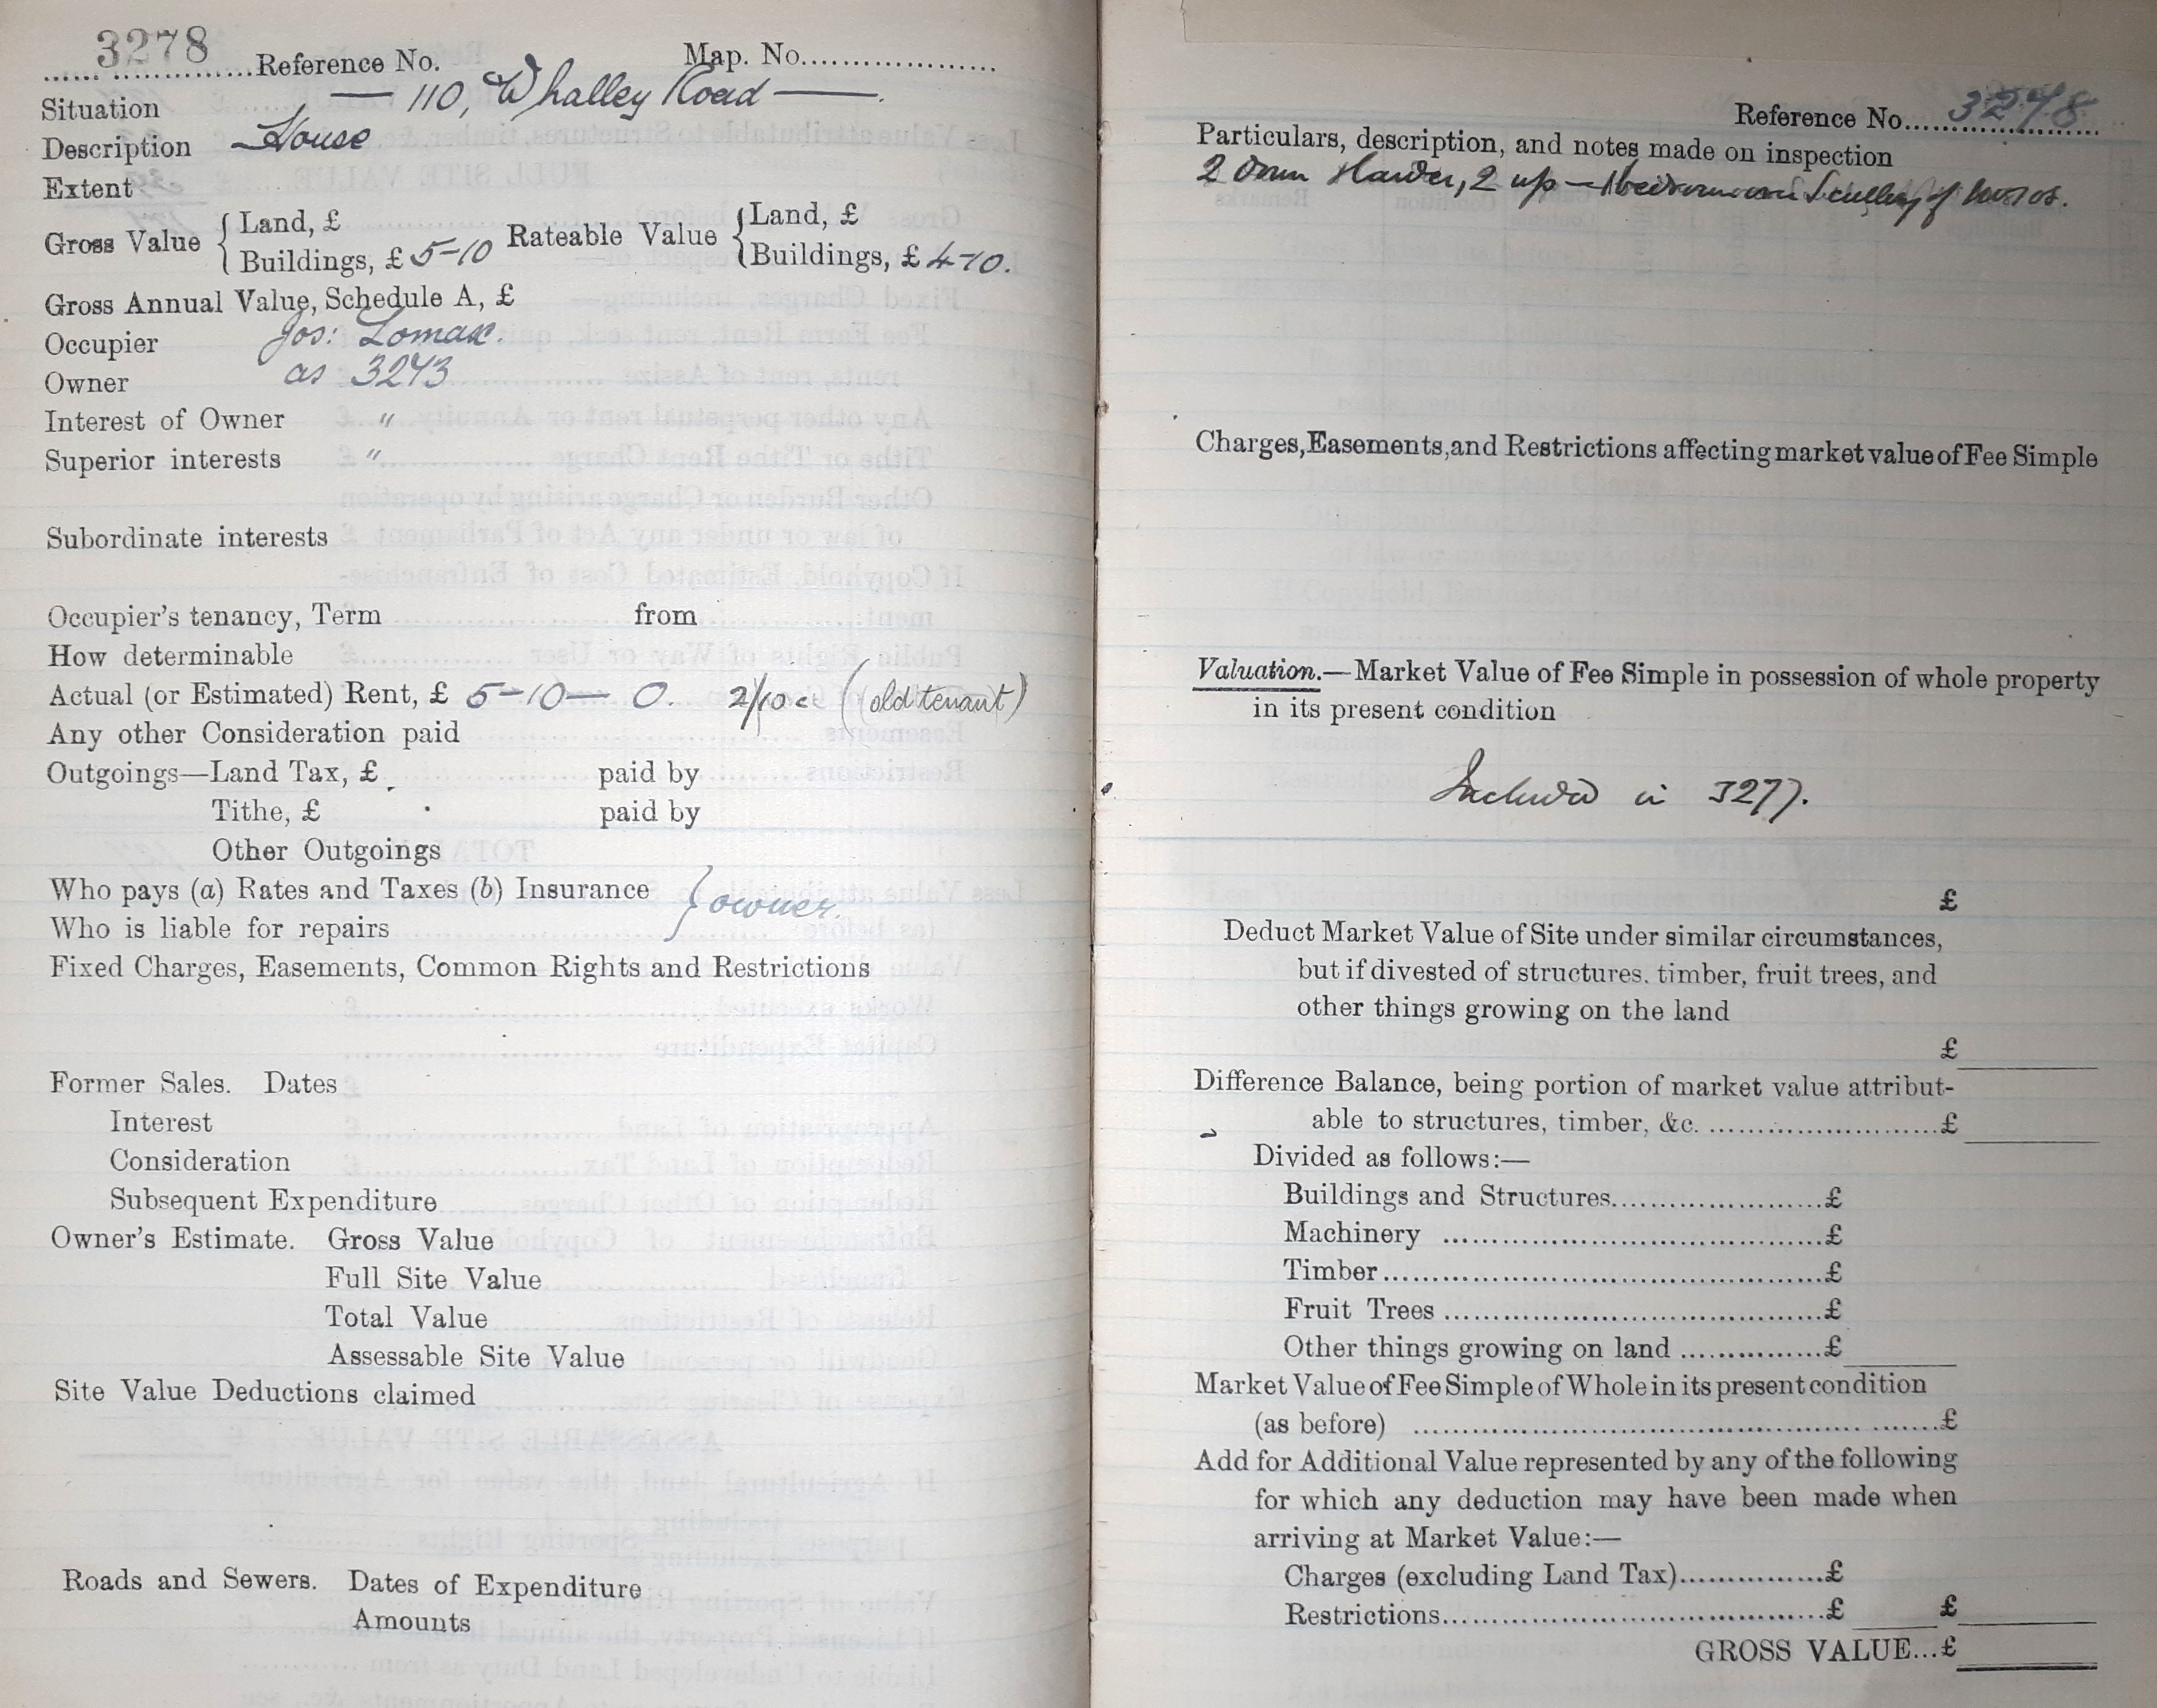 3278 Reference No. Map. No.
Situation — 110, Whalley Road —.
Description House
Extent
Gross Value { Land, £ Rateable Value { Land, £
Buildings, £ 5-10 Buildings, £ 4-10.
Gross Annual Value, Schedule A, £
Occupier Jos: Lomax.
Owner as 3243
Interest of Owner "
Superior interests "
Subordinate interests
Occupier's tenancy, Term from
How determinable
Actual (or Estimated) Rent, £ 5-10-0. 2/10 (old tenant)
Any other Consideration paid
Outgoings—Land Tax, £ paid by
Tithe, £ paid by
Other Outgoings
Who pays (a) Rates and Taxes (b) Insurance } owner.
Who is liable for repairs
Fixed Charges, Easements, Common Rights and Restrictions
Former Sales. Dates
Interest
Consideration
Subsequent Expenditure
Owner's Estimate. Gross Value
Full Site Value
Total Value
Assessable Site Value
Site Value Deductions claimed
Roads and Sewers. Dates of Expenditure
Amounts
Reference No. 3278
Particulars, description, and notes made on inspection
2 down 2 up — Scullery of
Charges, Easements, and Restrictions affecting market value of Fee Simple
Valuation.—Market Value of Fee Simple in possession of whole property
in its present condition
Included in 3277.
£
Deduct Market Value of Site under similar circumstances,
but if divested of structures. timber, fruit trees, and
other things growing on the land
£
Difference Balance, being portion of market value attribut-
able to structures, timber, &c. £
Divided as follows:—
Buildings and Structures £
Machinery £
Timber £
Fruit Trees £
Other things growing on land £
Market Value of Fee Simple of Whole in its present condition
(as before) £
Add for Additional Value represented by any of the following
for which any deduction may have been made when
arriving at Market Value:—
Charges (excluding Land Tax) £
Restrictions £ £
GROSS VALUE... £